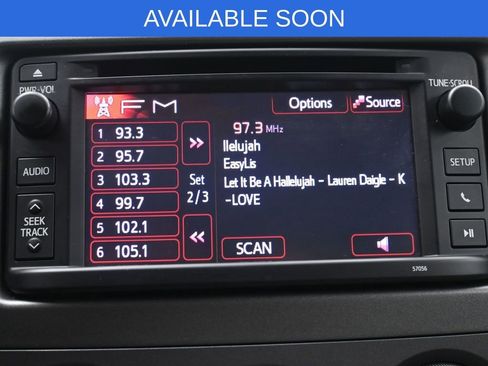 AVAILABLE SOON
PWR·VOL
TUNE·SCROLL
FM
Options
Source
1 93.3
2 95.7
3 103.3
4 99.7
5 102.1
6 105.1
>>
Set
2/3
<<
97.3 MHz
llelujah
EasyLis
Let It Be A Hallelujah - Lauren Daigle - K
-LOVE
SCAN
AUDIO
SEEK
TRACK
SETUP
57056